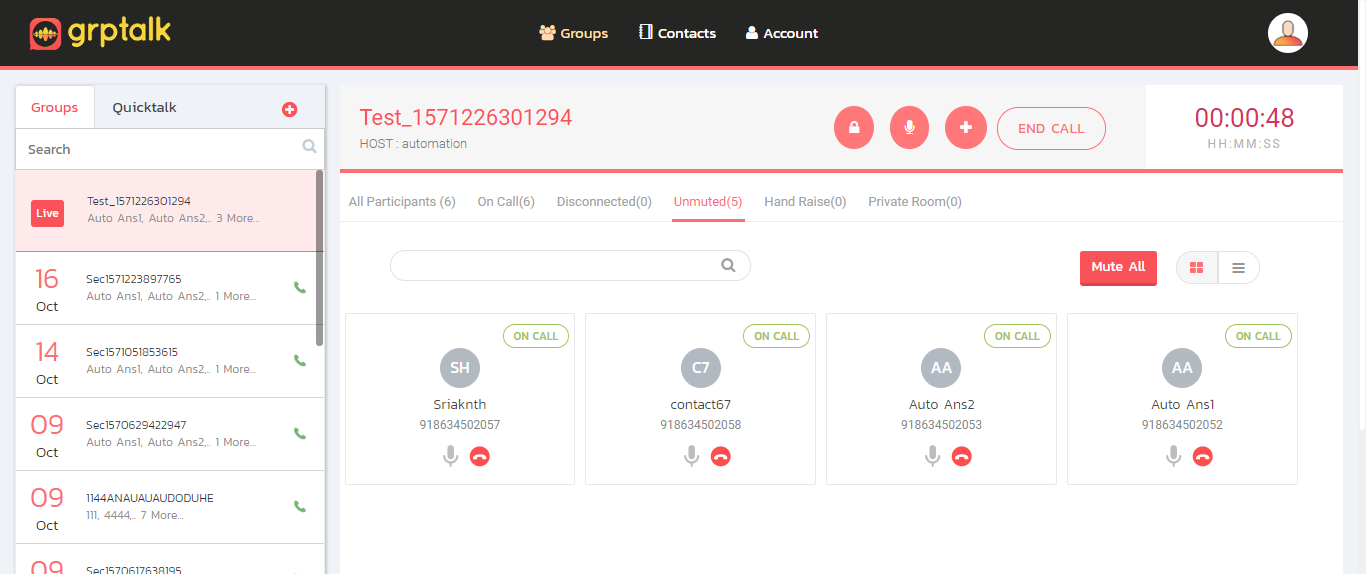 grptalk
Groups
Contacts
Account
Groups
Quicktalk
Search
Live
Test_1571226301294
Auto Ans1, Auto Ans2,.. 3 More...
16
Oct
Sec1571223897765
Auto Ans1, Auto Ans2,.. 1 More...
14
Oct
Sec1571051853615
Auto Ans1, Auto Ans2,.. 1 More...
09
Oct
Sec1570629422947
Auto Ans1, Auto Ans2,.. 1 More...
09
Oct
1144ANAUAUAUDODUHE
111, 4444,.. 7 More...
09
Sec1570617638195
Test_1571226301294
HOST : automation
END CALL
00:00:48
HH:MM:SS
All Participants (6)
On Call(6)
Disconnected(0)
Unmuted(5)
Hand Raise(0)
Private Room(0)
Mute All
ON CALL
SH
Sriaknth
918634502057
ON CALL
C7
contact67
918634502058
ON CALL
AA
Auto Ans2
918634502053
ON CALL
AA
Auto Ans1
918634502052